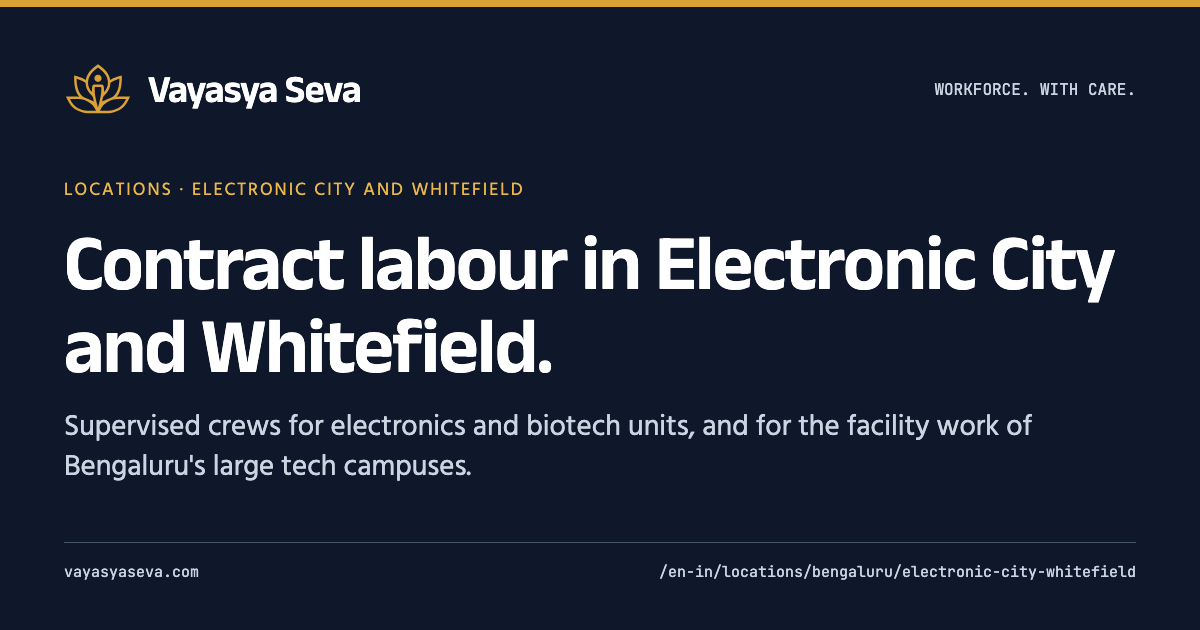 Vayasya Seva
WORKFORCE. WITH CARE.
LOCATIONS · ELECTRONIC CITY AND WHITEFIELD
Contract labour in Electronic City
and Whitefield.
Supervised crews for electronics and biotech units, and for the facility work of
Bengaluru's large tech campuses.
vayasyaseva.com
/en-in/locations/bengaluru/electronic-city-whitefield